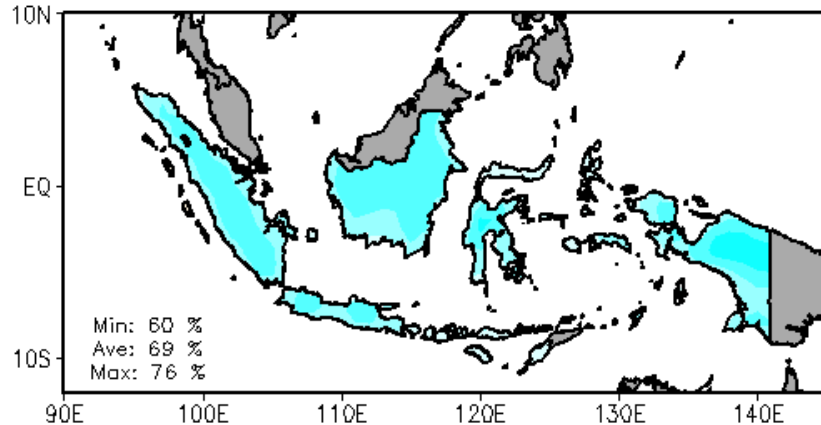 10N
EQ
10S
Min: 60 %
Ave: 69 %
Max: 76 %
90E 100E 110E 120E 130E 140E